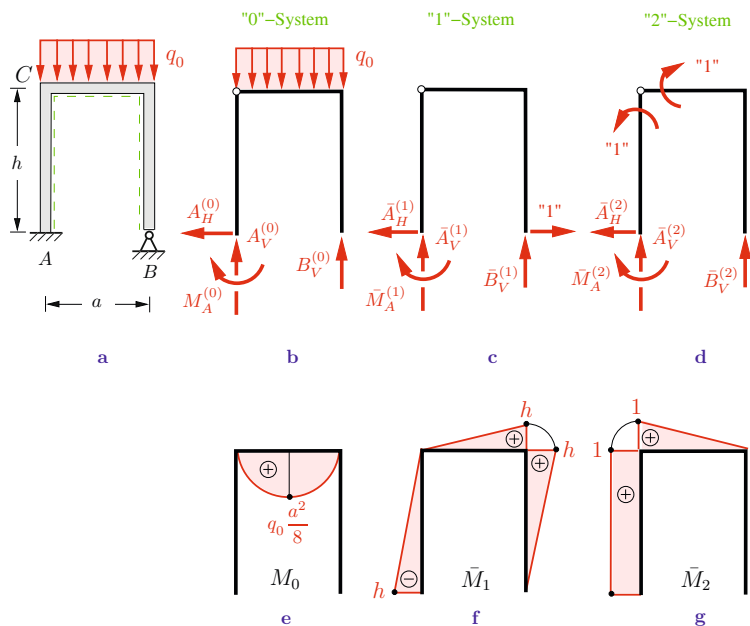 "0"–System
"1"–System
"2"–System
q₀
q₀
"1"
C
"1"
h
A_H^{(0)}
Ā_H^{(1)}
"1"
Ā_H^{(2)}
A_V^{(0)}
Ā_V^{(1)}
Ā_V^{(2)}
A
B
B_V^{(0)}
B̄_V^{(1)}
B̄_V^{(2)}
a
M_A^{(0)}
M̄_A^{(1)}
M̄_A^{(2)}
a
b
c
d
h
1
+
+
h
+
1
+
+
+
q₀ a²/8
h
−
M₀
M̄₁
M̄₂
e
f
g